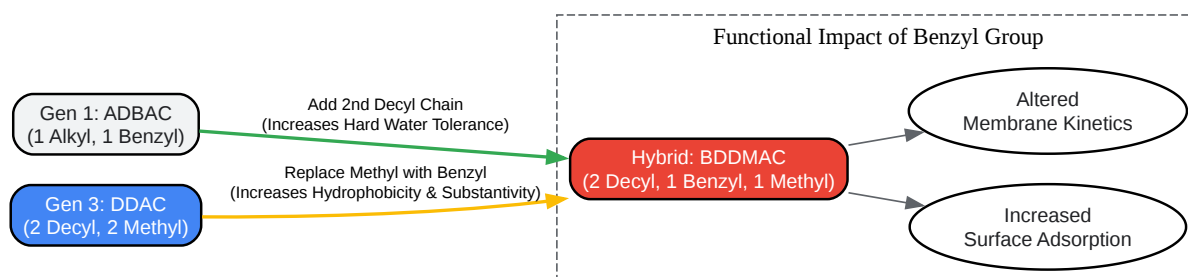 Functional Impact of Benzyl Group
Gen 1: ADBAC
(1 Alkyl, 1 Benzyl)
Add 2nd Decyl Chain
(Increases Hard Water Tolerance)
Gen 3: DDAC
(2 Decyl, 2 Methyl)
Replace Methyl with Benzyl
(Increases Hydrophobicity & Substantivity)
Hybrid: BDDMAC
(2 Decyl, 1 Benzyl, 1 Methyl)
Altered
Membrane Kinetics
Increased
Surface Adsorption